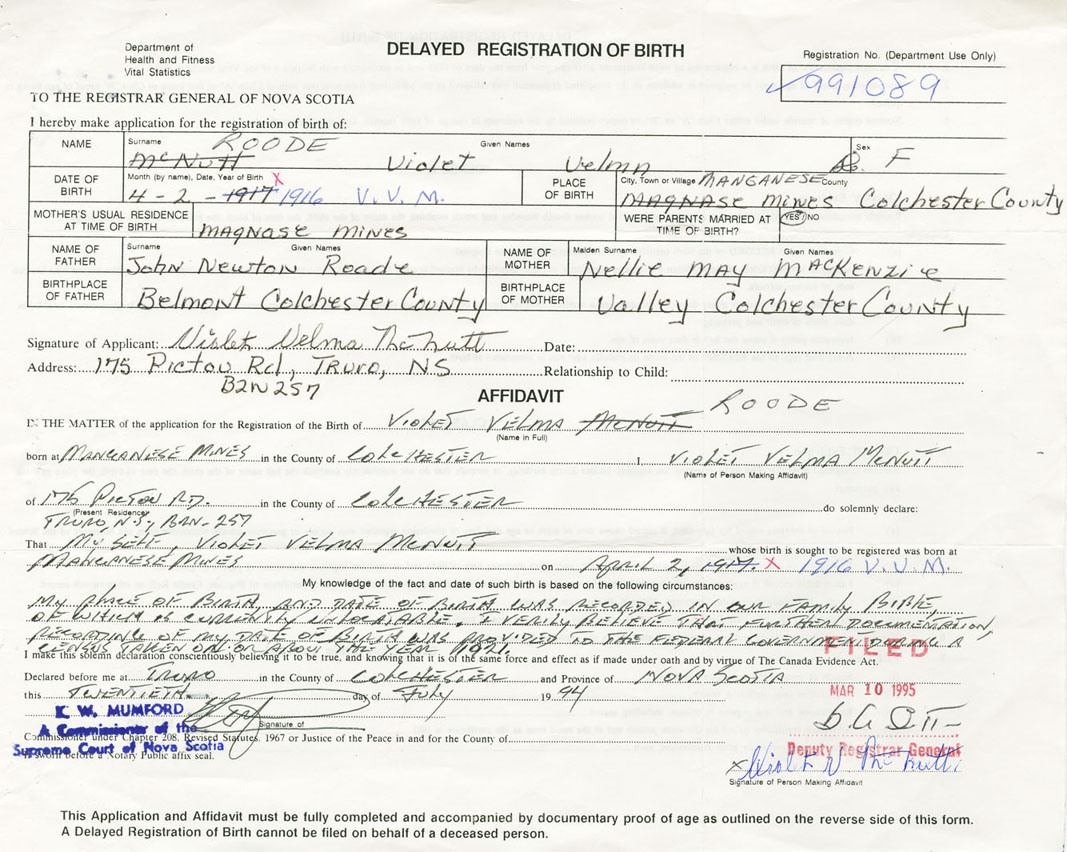 Department of
Health and Fitness
Vital Statistics
DELAYED REGISTRATION OF BIRTH
Registration No. (Department Use Only)
991089
TO THE REGISTRAR GENERAL OF NOVA SCOTIA
I hereby make application for the registration of birth of:
NAME Surname ROODE Given Names Sex
McNutt Violet Velma F
DATE OF BIRTH Month (by name), Date, Year of Birth X PLACE OF BIRTH City, Town or Village MANGANESE County
4-2-1917 1916 V.V.M. MAGNASE MINES Colchester County
MOTHER'S USUAL RESIDENCE AT TIME OF BIRTH MAGNASE MINES WERE PARENTS MARRIED AT TIME OF BIRTH? YES/NO
NAME OF FATHER Surname Given Names NAME OF MOTHER Maiden Surname Given Names
John Newton Roade Nellie MAY MacKenzie
BIRTHPLACE OF FATHER Belmont Colchester County BIRTHPLACE OF MOTHER Valley Colchester County
Signature of Applicant: Violet Velma McNutt Date:
Address: 175 Pictou Rd, Truro, NS Relationship to Child:
B2N 2S7
AFFIDAVIT
IN THE MATTER of the application for the Registration of the Birth of VIOLET VELMA McNUTT ROODE
(Name in Full)
born at MANGANESE MINES in the County of COLCHESTER I, VIOLET VELMA McNUTT
(Name of Person Making Affidavit)
of 175 PICTOU RD. in the County of COLCHESTER do solemnly declare:
(Present Residence)
TRURO, N.S., B2N-2S7
That MY SELF, VIOLET VELMA McNUTT whose birth is sought to be registered was born at
MANGANESE MINES on APRIL 2, 1917. X 1916 V.V.M.
My knowledge of the fact and date of such birth is based on the following circumstances:
MY PLACE OF BIRTH, AND DATE OF BIRTH WAS RECORDED IN OUR FAMILY BIBLE,
OF WHICH IS CURRENTLY UNLOCATABLE. I VERILY BELIEVE THAT FURTHER DOCUMENTATION,
RECORDING OF MY DATE OF BIRTH WAS PROVIDED TO THE FEDERAL GOVERNMENT DURING A
CENSUS TAKEN ON/OR ABOUT THE YEAR 1921.
FILED
I make this solemn declaration conscientiously believing it to be true, and knowing that it is of the same force and effect as if made under oath and by virtue of The Canada Evidence Act.
Declared before me at TRURO in the County of COLCHESTER and Province of NOVA SCOTIA
this TWENTIETH day of July 1994
MAR 10 1995
K. W. MUMFORD
A Commissioner of the
Supreme Court of Nova Scotia
Signature of
Commissioner under Chapter 208, Revised Statutes, 1967 or Justice of the Peace in and for the County of
If sworn before a Notary Public affix seal.
Deputy Registrar General
X Violet V McNutt
Signature of Person Making Affidavit
This Application and Affidavit must be fully completed and accompanied by documentary proof of age as outlined on the reverse side of this form.
A Delayed Registration of Birth cannot be filed on behalf of a deceased person.